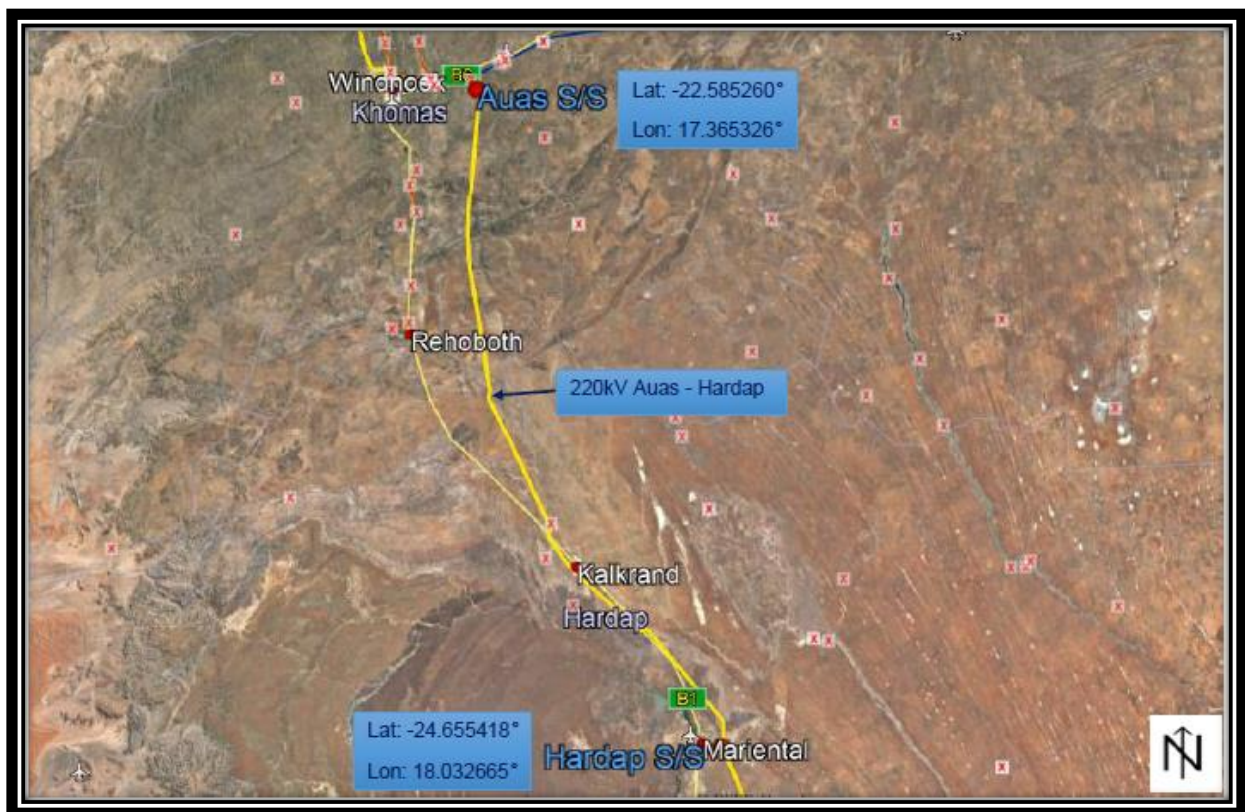 Windhoek
Khomas
Auas S/S
Lat: -22.585260°
Lon: 17.365326°
Rehoboth
220kV Auas - Hardap
Kalkrand
Hardap
B1
Lat: -24.655418°
Lon: 18.032665°
Hardap S/S
Mariental
N